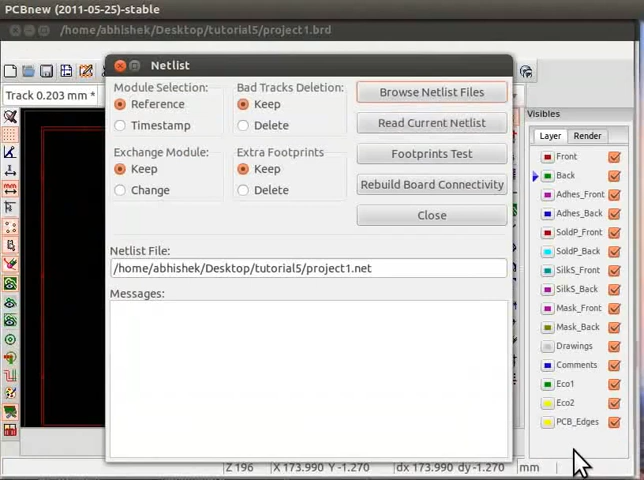 PCBnew (2011-05-25)-stable
/home/abhishek/Desktop/tutorial5/project1.brd
Netlist
Module Selection:
Reference
Timestamp
Bad Tracks Deletion:
Keep
Delete
Browse Netlist Files
Read Current Netlist
Exchange Module:
Keep
Change
Extra Footprints
Keep
Delete
Footprints Test
Rebuild Board Connectivity
Close
Netlist File:
/home/abhishek/Desktop/tutorial5/project1.net
Messages:
Track 0.203 mm *
Visibles
Layer Render
Front
Back
Adhes_Front
Adhes_Back
SoldP_Front
SoldP_Back
SilkS_Front
SilkS_Back
Mask_Front
Mask_Back
Drawings
Comments
Eco1
Eco2
PCB_Edges
Z 196 X 173.990 Y -1.270 dx 173.990 dy -1.270 mm